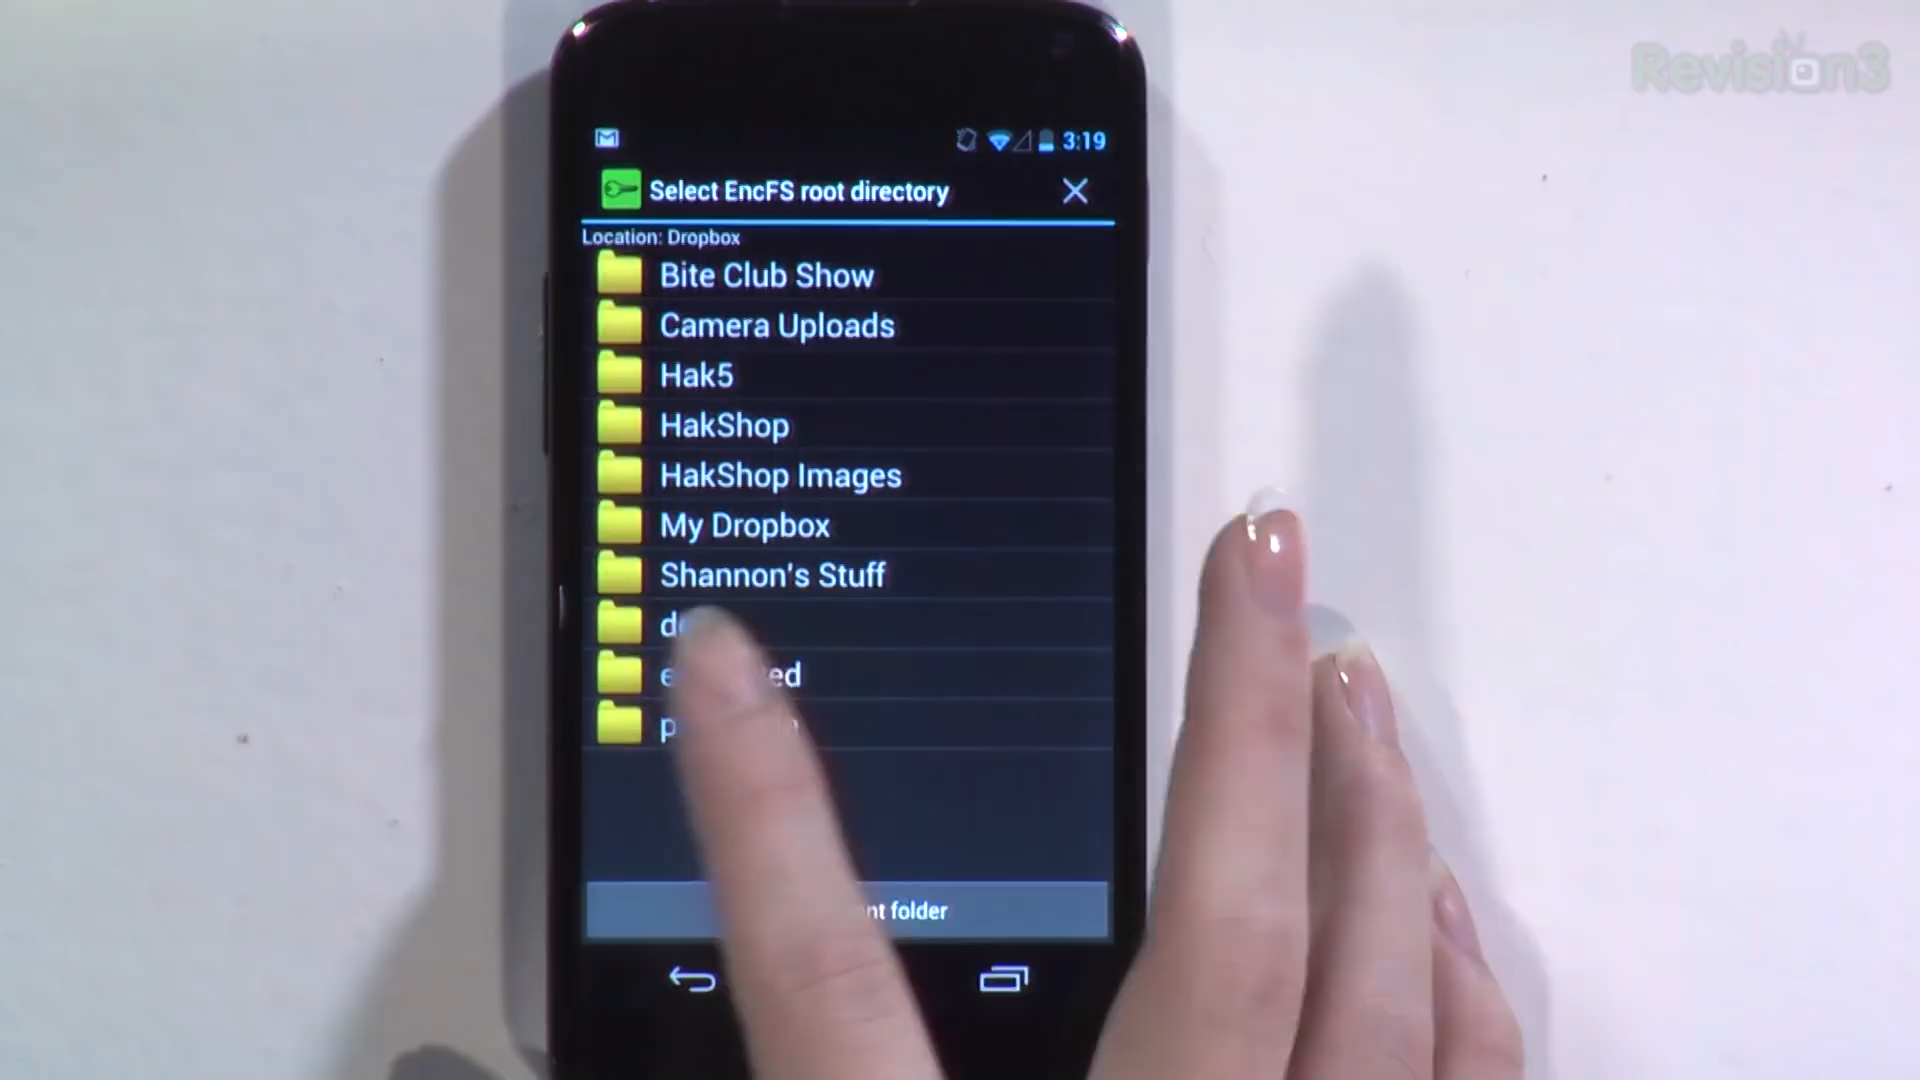 Revision3
3:19
Select EncFS root directory
Location: Dropbox
Bite Club Show
Camera Uploads
Hak5
HakShop
HakShop Images
My Dropbox
Shannon's Stuff
folder